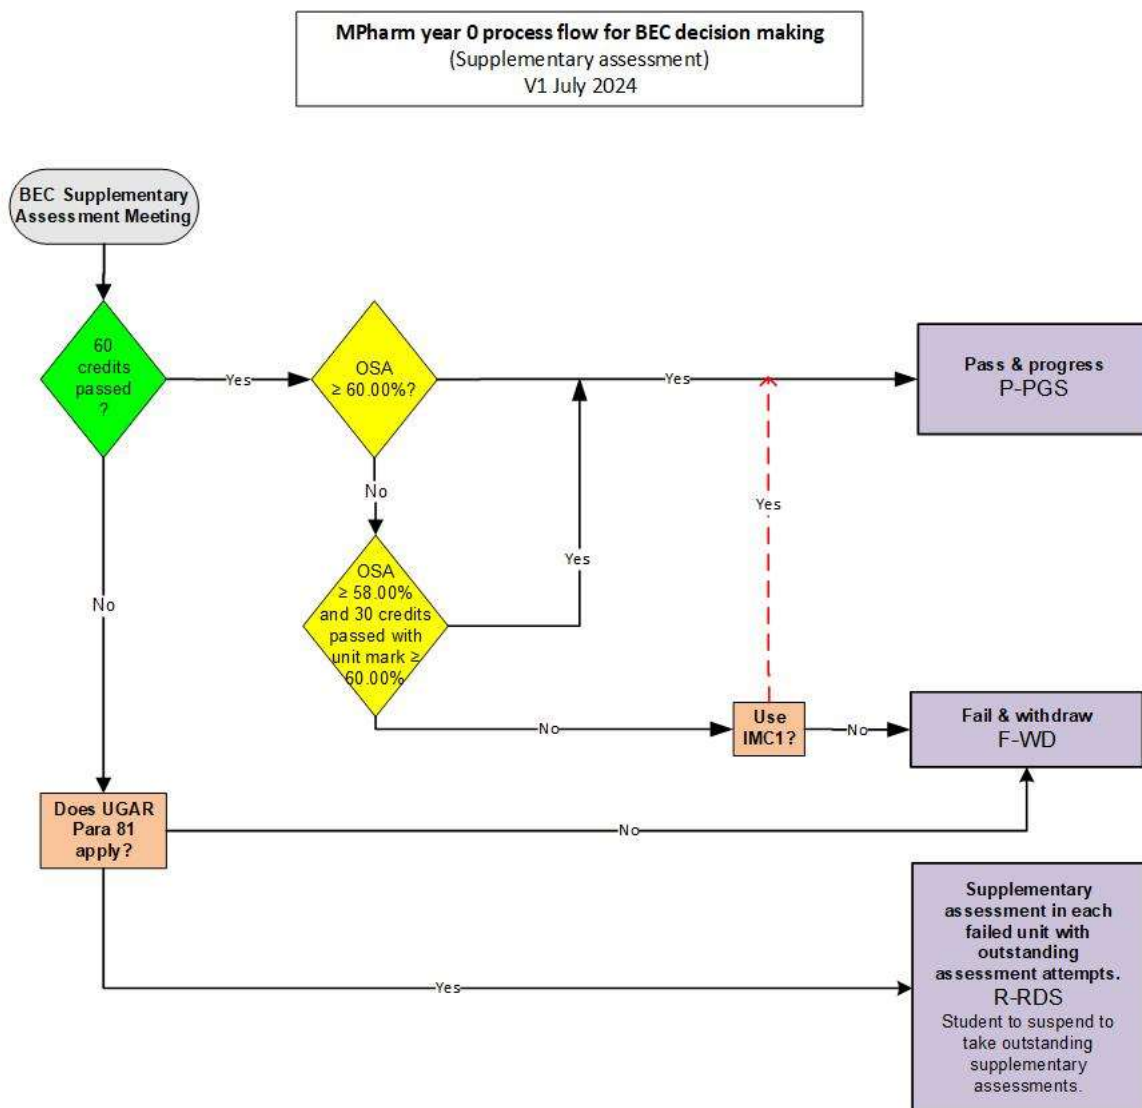 MPharm year 0 process flow for BEC decision making
(Supplementary assessment)
V1 July 2024
BEC Supplementary
Assessment Meeting
60
credits
passed
?
Yes
OSA
≥ 60.00%?
Yes
Pass & progress
P-PGS
No
No
OSA
≥ 58.00%
and 30 credits
passed with
unit mark ≥
60.00%
Yes
Yes
No
Use
IMC1?
No
Fail & withdraw
F-WD
Does UGAR
Para 81
apply?
No
Yes
Supplementary
assessment in each
failed unit with
outstanding
assessment attempts.
R-RDS
Student to suspend to
take outstanding
supplementary
assessments.